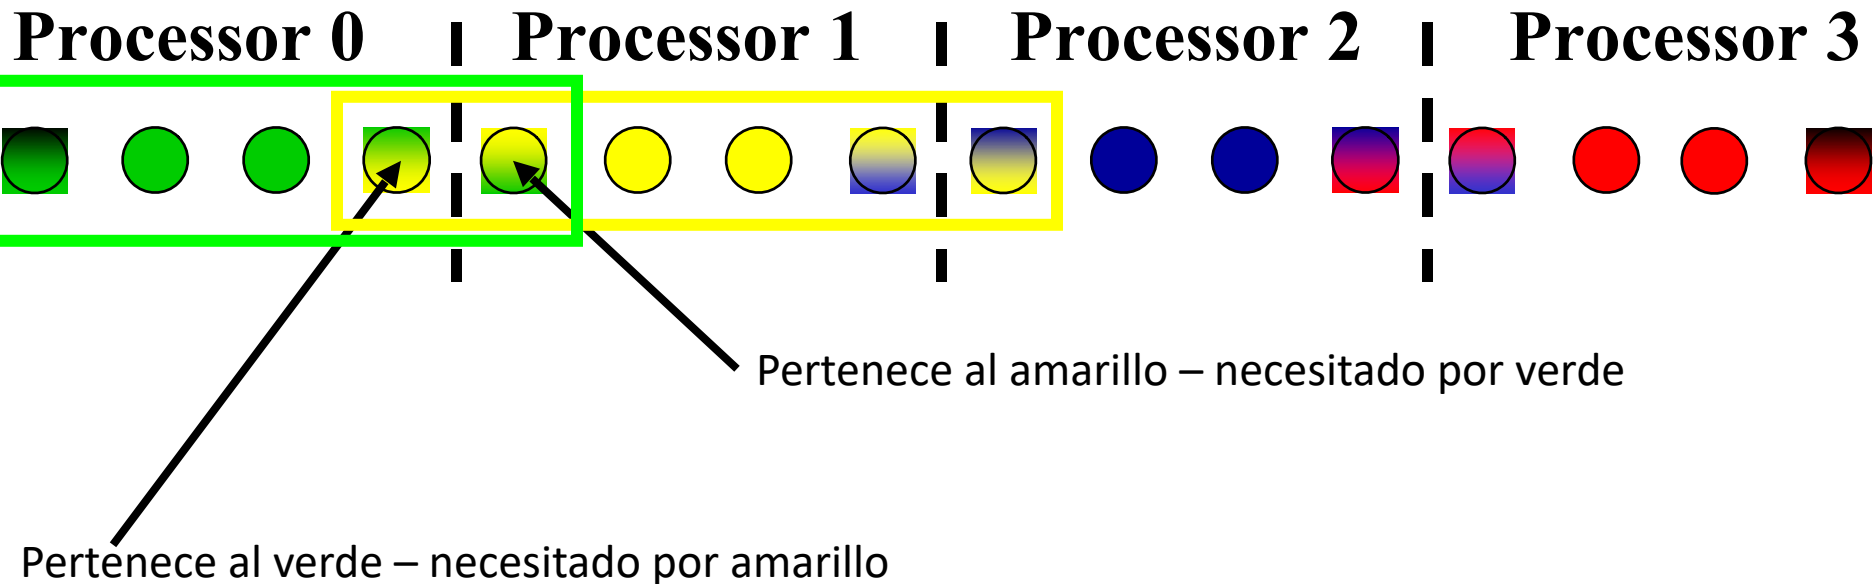 Processor 0 Processor 1 Processor 2 Processor 3
Pertenece al amarillo – necesitado por verde
Pertenece al verde – necesitado por amarillo